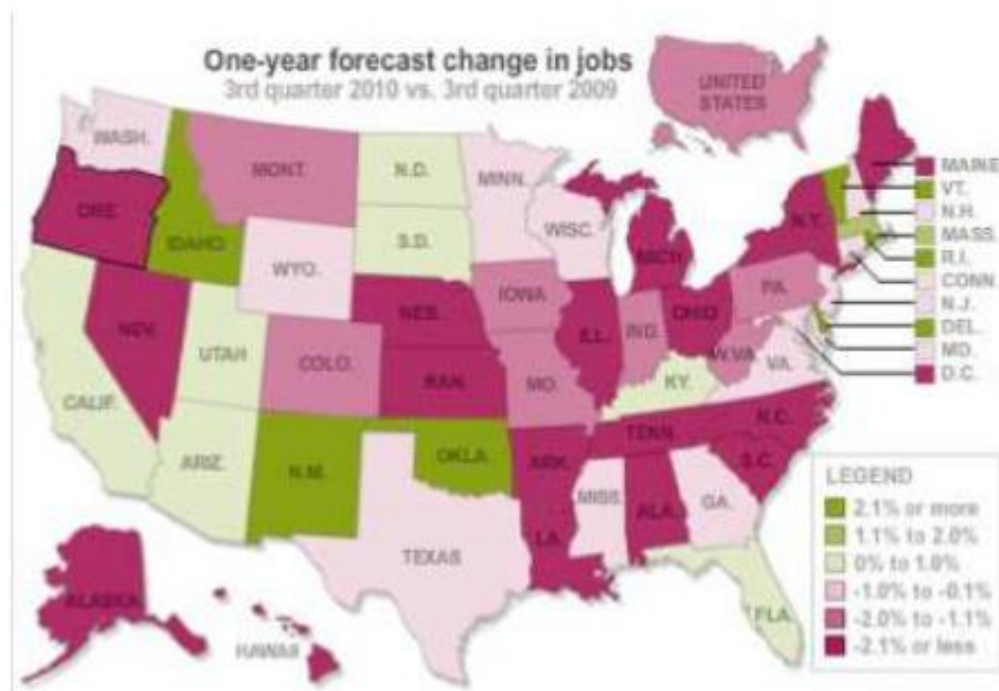 One-year forecast change in jobs
3rd quarter 2010 vs. 3rd quarter 2009
UNITED
STATES
WASH.
MONT.
N.D.
MINN.
ORE.
IDAHO
S.D.
WISC.
MICH.
N.Y.
WYO.
IOWA
PA.
NEV.
NEB.
UTAH
COLO.
ILL.
IND.
OHIO
W.VA.
VA.
CALIF.
KAN.
MO.
KY.
ARIZ.
N.M.
OKLA.
ARK.
TENN.
N.C.
S.C.
TEXAS
LA.
MISS.
ALA.
GA.
FLA.
ALASKA
HAWAII
MAINE
VT.
N.H.
MASS.
R.I.
CONN.
N.J.
DEL.
MD.
D.C.
LEGEND
2.1% or more
1.1% to 2.0%
0% to 1.0%
-1.0% to -0.1%
-2.0% to -1.1%
-2.1% or less